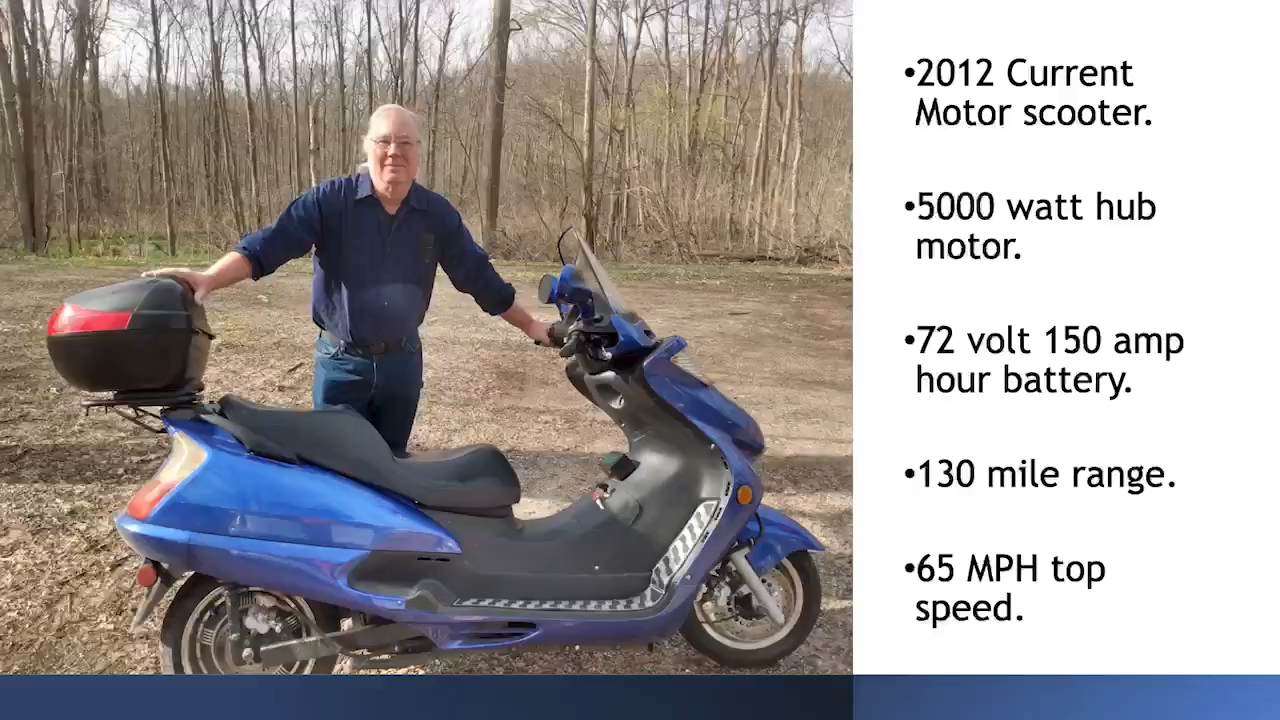 •2012 Current
Motor scooter.
•5000 watt hub
motor.
•72 volt 150 amp
hour battery.
•130 mile range.
•65 MPH top
speed.